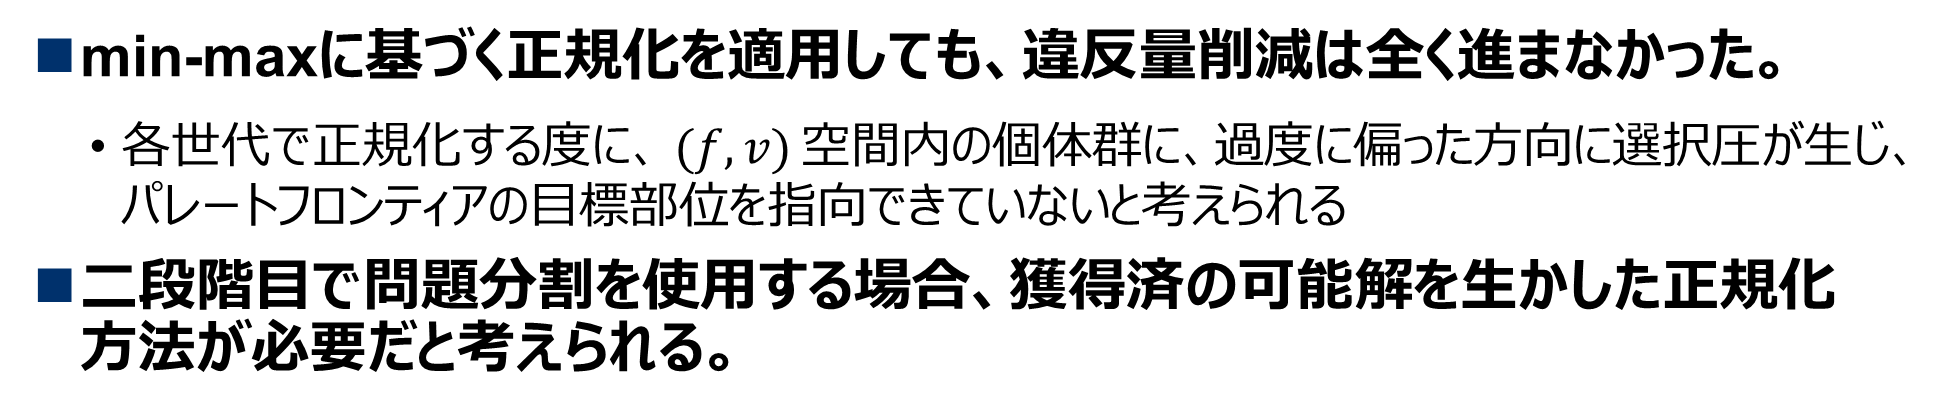 ■min-maxに基づく正規化を適用しても、違反量削減は全く進まなかった。
• 各世代で正規化する度に、(f, v) 空間内の個体群に、過度に偏った方向に選択圧が生じ、
パレートフロンティアの目標部位を指向できていないと考えられる
■二段階目で問題分割を使用する場合、獲得済の可能解を生かした正規化
方法が必要だと考えられる。